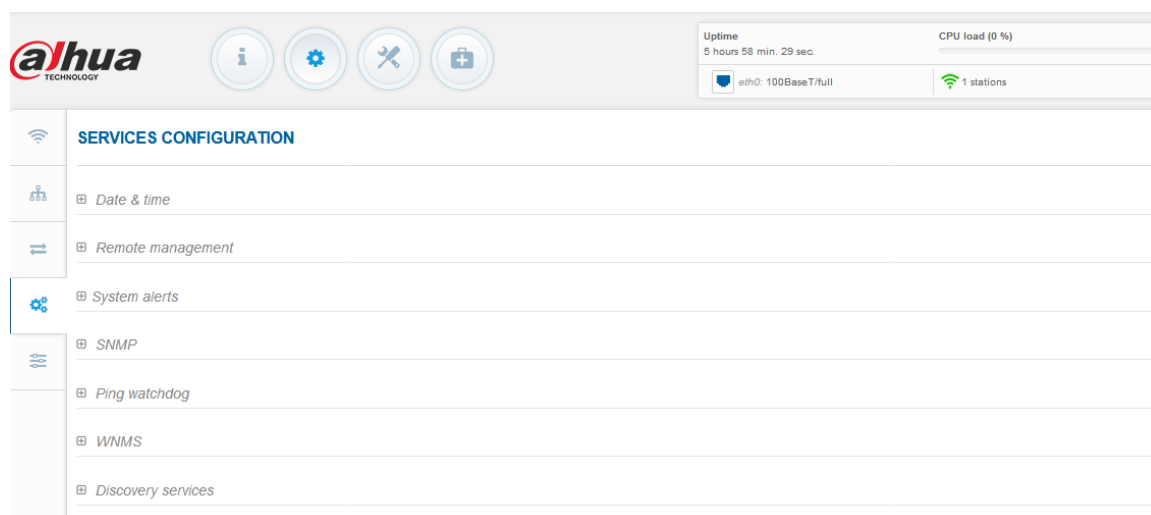 alhua
TECHNOLOGY
Uptime
5 hours 58 min. 29 sec.
CPU load (0 %)
eth0: 100BaseT/full
1 stations
SERVICES CONFIGURATION
Date & time
Remote management
System alerts
SNMP
Ping watchdog
WNMS
Discovery services